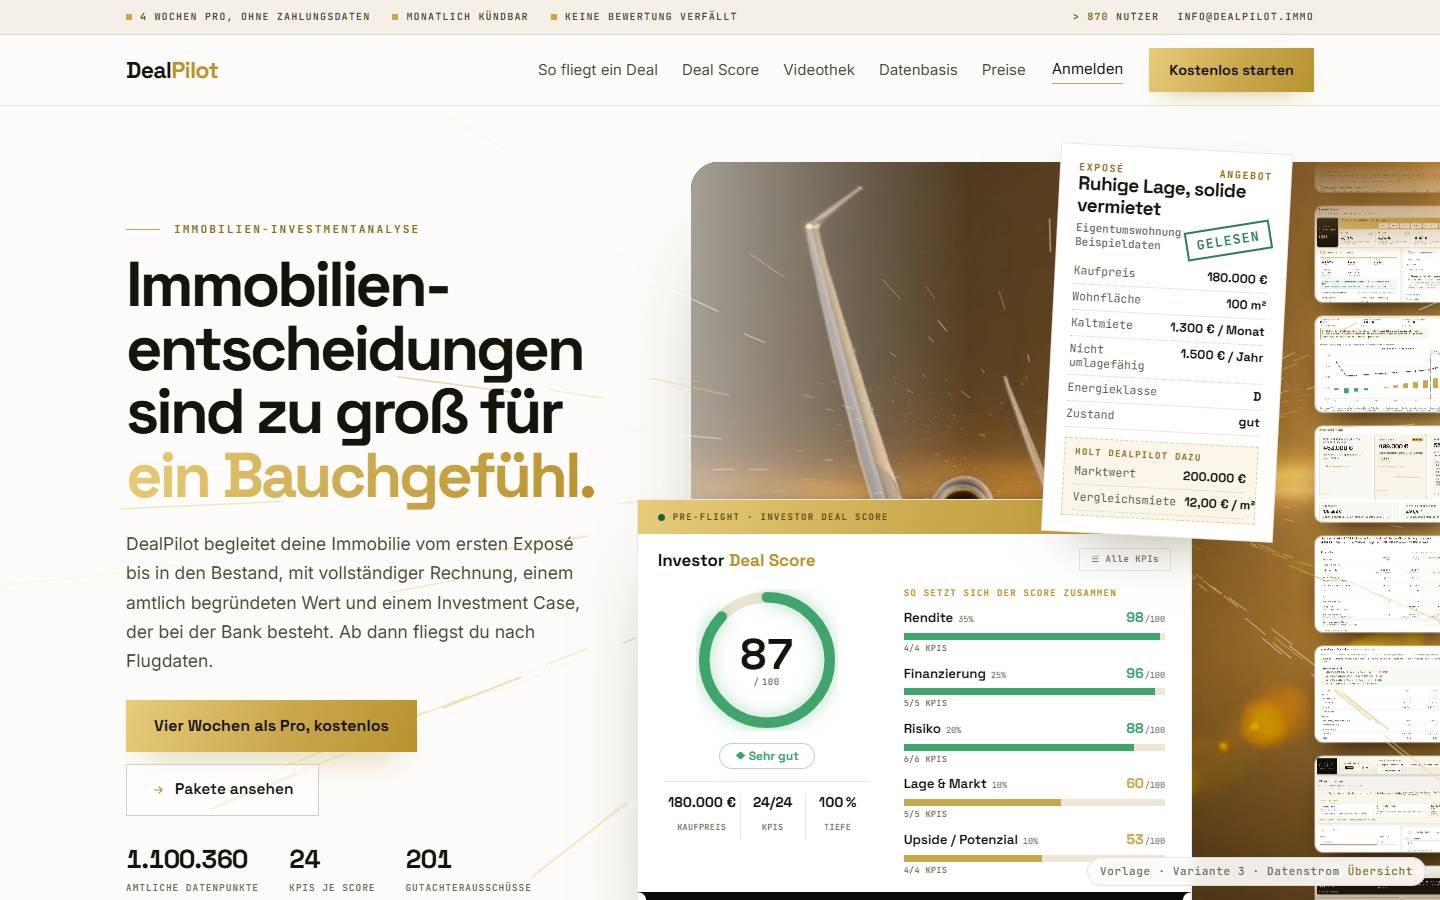 4 WOCHEN PRO, OHNE ZAHLUNGSDATEN
MONATLICH KÜNDBAR
KEINE BEWERTUNG VERFÄLLT
> 870 NUTZER
INFO@DEALPILOT.IMMO
DealPilot
So fliegt ein Deal
Deal Score
Videothek
Datenbasis
Preise
Anmelden
Kostenlos starten
IMMOBILIEN-INVESTMENTANALYSE
Immobilien-
entscheidungen
sind zu groß für
ein Bauchgefühl.
DealPilot begleitet deine Immobilie vom ersten Exposé
bis in den Bestand, mit vollständiger Rechnung, einem
amtlich begründeten Wert und einem Investment Case,
der bei der Bank besteht. Ab dann fliegst du nach
Flugdaten.
Vier Wochen als Pro, kostenlos
→ Pakete ansehen
1.100.360
AMTLICHE DATENPUNKTE
24
KPIS JE SCORE
201
GUTACHTERAUSSCHÜSSE
EXPOSÉ
ANGEBOT
Ruhige Lage, solide
vermietet
Eigentumswohnung
Beispieldaten
GELESEN
Kaufpreis 180.000 €
Wohnfläche 100 m²
Kaltmiete 1.300 € / Monat
Nicht
umlagefähig 1.500 € / Jahr
Energieklasse D
Zustand gut
HOLT DEALPILOT DAZU
Marktwert 200.000 €
Vergleichsmiete 12,00 € / m²
PRE-FLIGHT · INVESTOR DEAL SCORE
Investor Deal Score
☰ Alle KPIs
87
/ 100
Sehr gut
180.000 €
KAUFPREIS
24/24
KPIS
100 %
TIEFE
SO SETZT SICH DER SCORE ZUSAMMEN
Rendite 35% 98/100
4/4 KPIS
Finanzierung 25% 96/100
5/5 KPIS
Risiko 20% 88/100
6/6 KPIS
Lage & Markt 10% 60/100
5/5 KPIS
Upside / Potenzial 10% 53/100
4/4 KPIS
Vorlage · Variante 3 · Datenstrom Übersicht